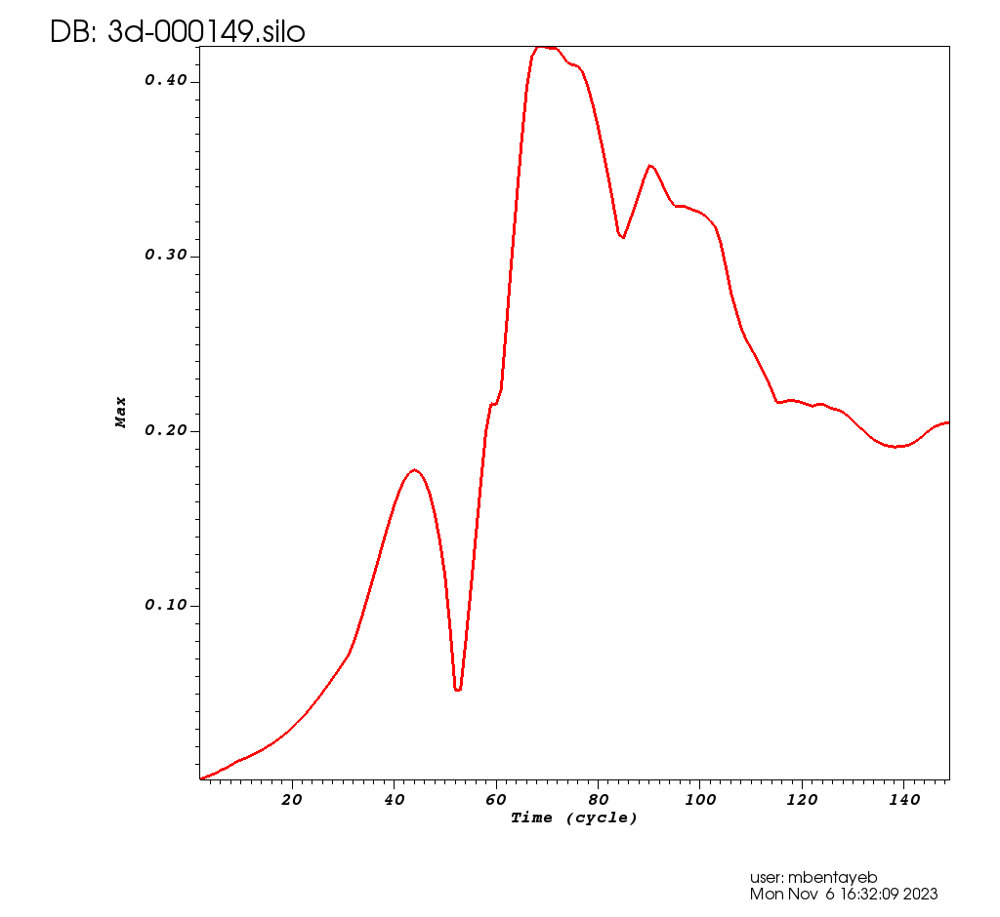 DB: 3d-000149.silo
0.40
0.30
Max
0.20
0.10
20 40 60 80 100 120 140
Time (cycle)
user: mbentayeb
Mon Nov 6 16:32:09 2023